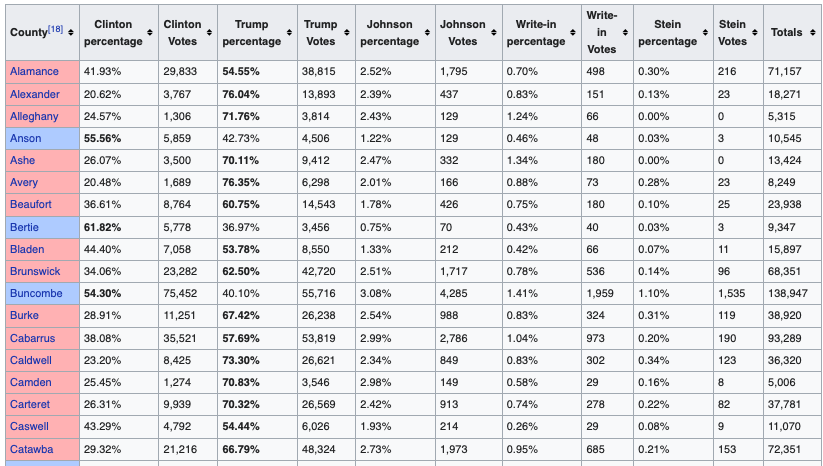 County[18] Clinton percentage Clinton Votes Trump percentage Trump Votes Johnson percentage Johnson Votes Write-in percentage Write-in Votes Stein percentage Stein Votes Totals
Alamance 41.93% 29,833 54.55% 38,815 2.52% 1,795 0.70% 498 0.30% 216 71,157
Alexander 20.62% 3,767 76.04% 13,893 2.39% 437 0.83% 151 0.13% 23 18,271
Alleghany 24.57% 1,306 71.76% 3,814 2.43% 129 1.24% 66 0.00% 0 5,315
Anson 55.56% 5,859 42.73% 4,506 1.22% 129 0.46% 48 0.03% 3 10,545
Ashe 26.07% 3,500 70.11% 9,412 2.47% 332 1.34% 180 0.00% 0 13,424
Avery 20.48% 1,689 76.35% 6,298 2.01% 166 0.88% 73 0.28% 23 8,249
Beaufort 36.61% 8,764 60.75% 14,543 1.78% 426 0.75% 180 0.10% 25 23,938
Bertie 61.82% 5,778 36.97% 3,456 0.75% 70 0.43% 40 0.03% 3 9,347
Bladen 44.40% 7,058 53.78% 8,550 1.33% 212 0.42% 66 0.07% 11 15,897
Brunswick 34.06% 23,282 62.50% 42,720 2.51% 1,717 0.78% 536 0.14% 96 68,351
Buncombe 54.30% 75,452 40.10% 55,716 3.08% 4,285 1.41% 1,959 1.10% 1,535 138,947
Burke 28.91% 11,251 67.42% 26,238 2.54% 988 0.83% 324 0.31% 119 38,920
Cabarrus 38.08% 35,521 57.69% 53,819 2.99% 2,786 1.04% 973 0.20% 190 93,289
Caldwell 23.20% 8,425 73.30% 26,621 2.34% 849 0.83% 302 0.34% 123 36,320
Camden 25.45% 1,274 70.83% 3,546 2.98% 149 0.58% 29 0.16% 8 5,006
Carteret 26.31% 9,939 70.32% 26,569 2.42% 913 0.74% 278 0.22% 82 37,781
Caswell 43.29% 4,792 54.44% 6,026 1.93% 214 0.26% 29 0.08% 9 11,070
Catawba 29.32% 21,216 66.79% 48,324 2.73% 1,973 0.95% 685 0.21% 153 72,351